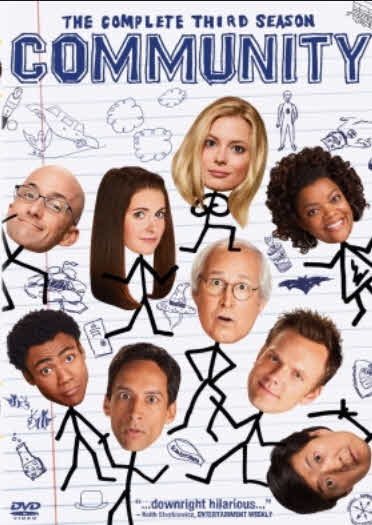 THE COMPLETE THIRD SEASON
COMMUNITY
DVD
VIDEO
"...downright hilarious..."
– Keith Staskiewicz, ENTERTAINMENT WEEKLY